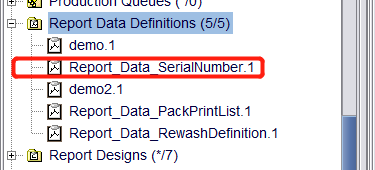 Production Queues (*/0)
Report Data Definitions (5/5)
demo.1
Report_Data_SerialNumber.1
demo2.1
Report_Data_PackPrintList.1
Report_Data_RewashDefinition.1
Report Designs (*/7)